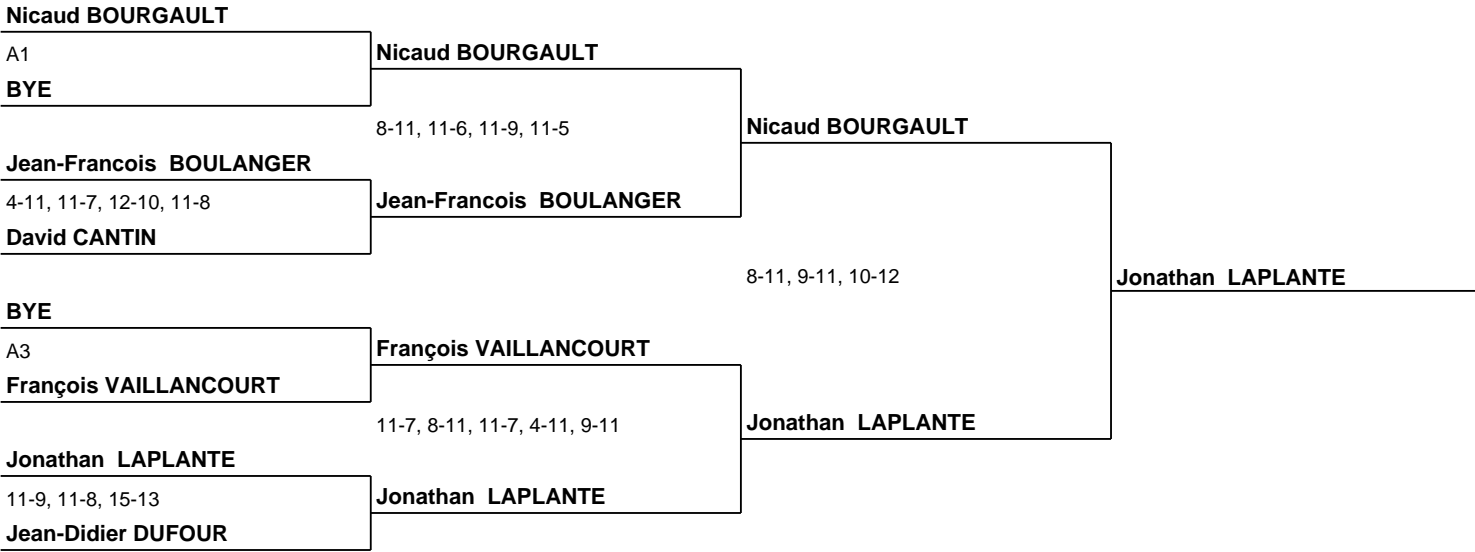 Nicaud BOURGAULT
A1
Nicaud BOURGAULT
BYE
8-11, 11-6, 11-9, 11-5
Nicaud BOURGAULT
Jean-Francois  BOULANGER
4-11, 11-7, 12-10, 11-8
Jean-Francois  BOULANGER
David CANTIN
8-11, 9-11, 10-12
Jonathan  LAPLANTE
BYE
A3
François VAILLANCOURT
François VAILLANCOURT
11-7, 8-11, 11-7, 4-11, 9-11
Jonathan  LAPLANTE
Jonathan  LAPLANTE
11-9, 11-8, 15-13
Jonathan  LAPLANTE
Jean-Didier DUFOUR